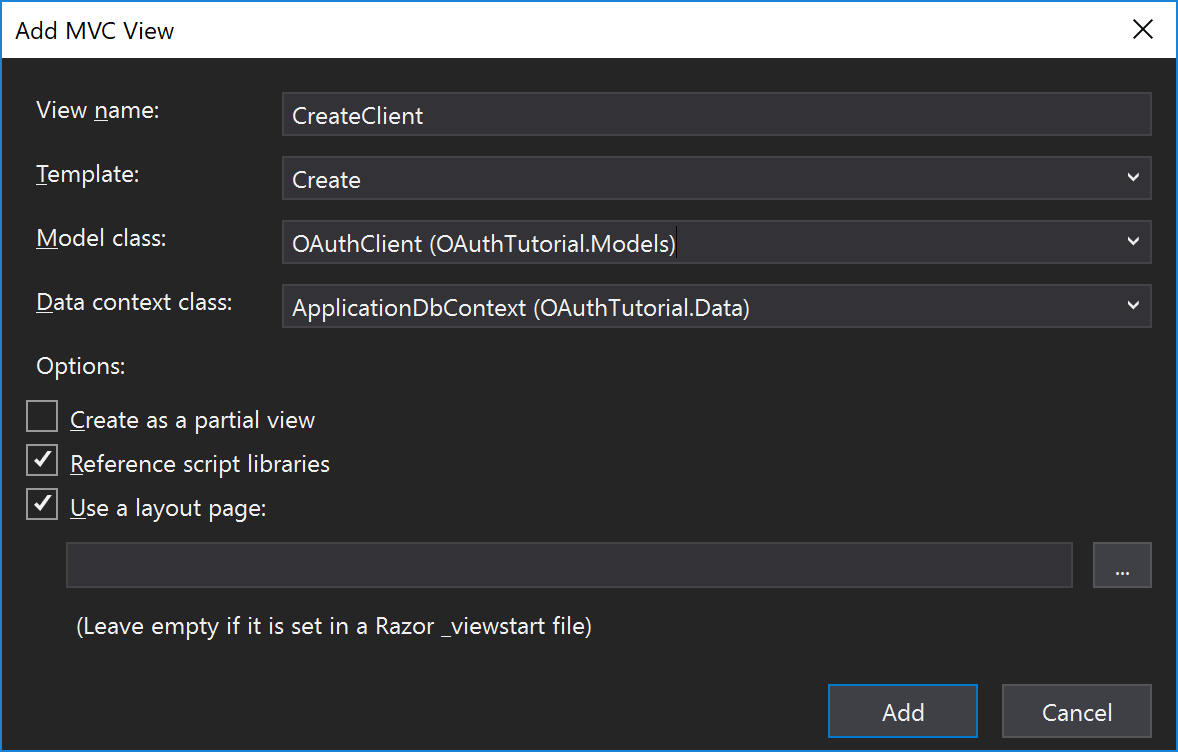 Add MVC View
View name:
CreateClient
Template:
Create
Model class:
OAuthClient (OAuthTutorial.Models)
Data context class:
ApplicationDbContext (OAuthTutorial.Data)
Options:
Create as a partial view
Reference script libraries
Use a layout page:
...
(Leave empty if it is set in a Razor _viewstart file)
Add
Cancel